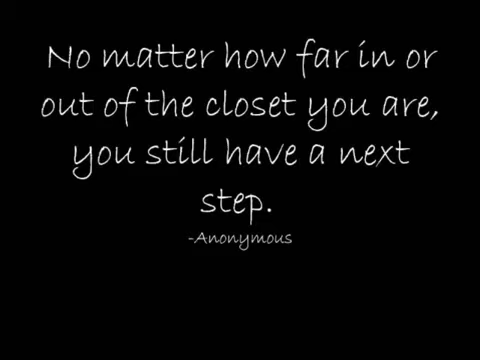 No matter how far in or
out of the closet you are,
you still have a next
step.
-Anonymous